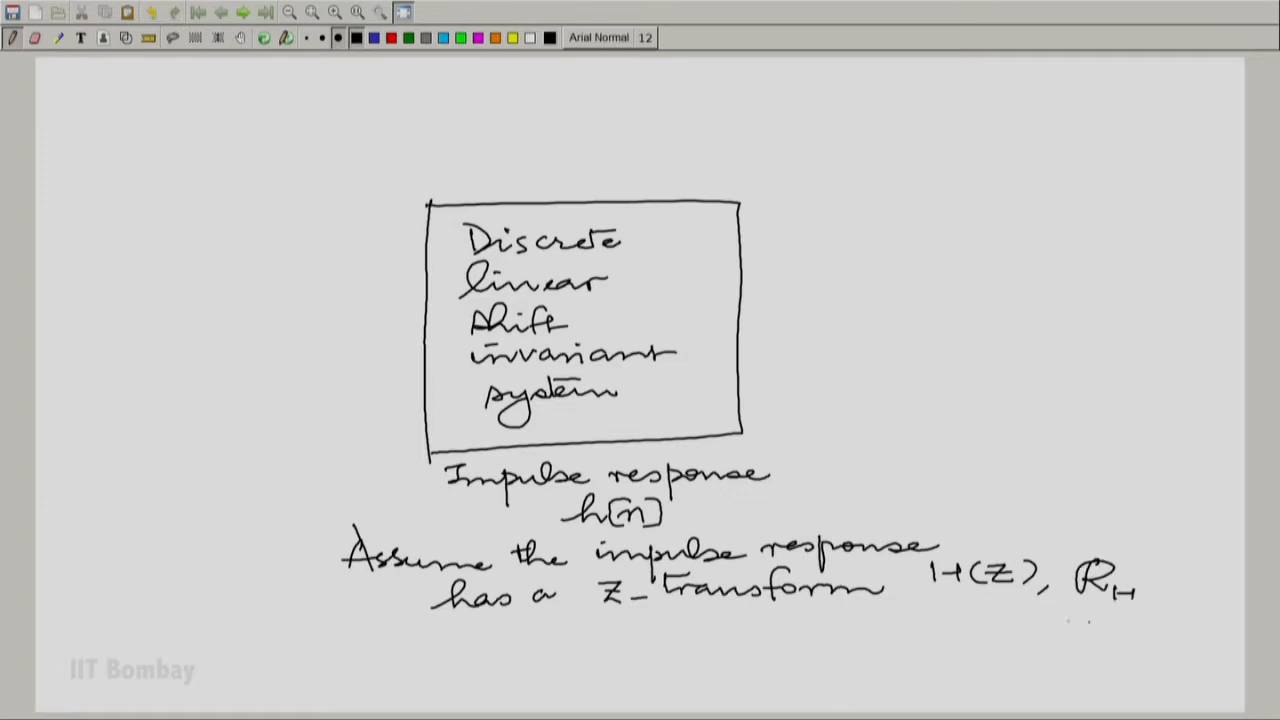 Arial Normal 12
Discrete
linear
shift
invariant
system
Impulse response
h[n]
Assume the impulse response
has a z-transform H(z), R_H
IIT Bombay